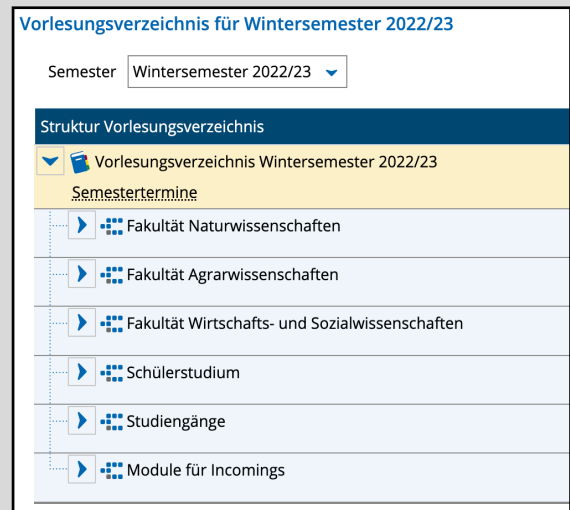 Vorlesungsverzeichnis für Wintersemester 2022/23
Semester Wintersemester 2022/23
Struktur Vorlesungsverzeichnis
Vorlesungsverzeichnis Wintersemester 2022/23
Semestertermine
Fakultät Naturwissenschaften
Fakultät Agrarwissenschaften
Fakultät Wirtschafts- und Sozialwissenschaften
Schülerstudium
Studiengänge
Module für Incomings